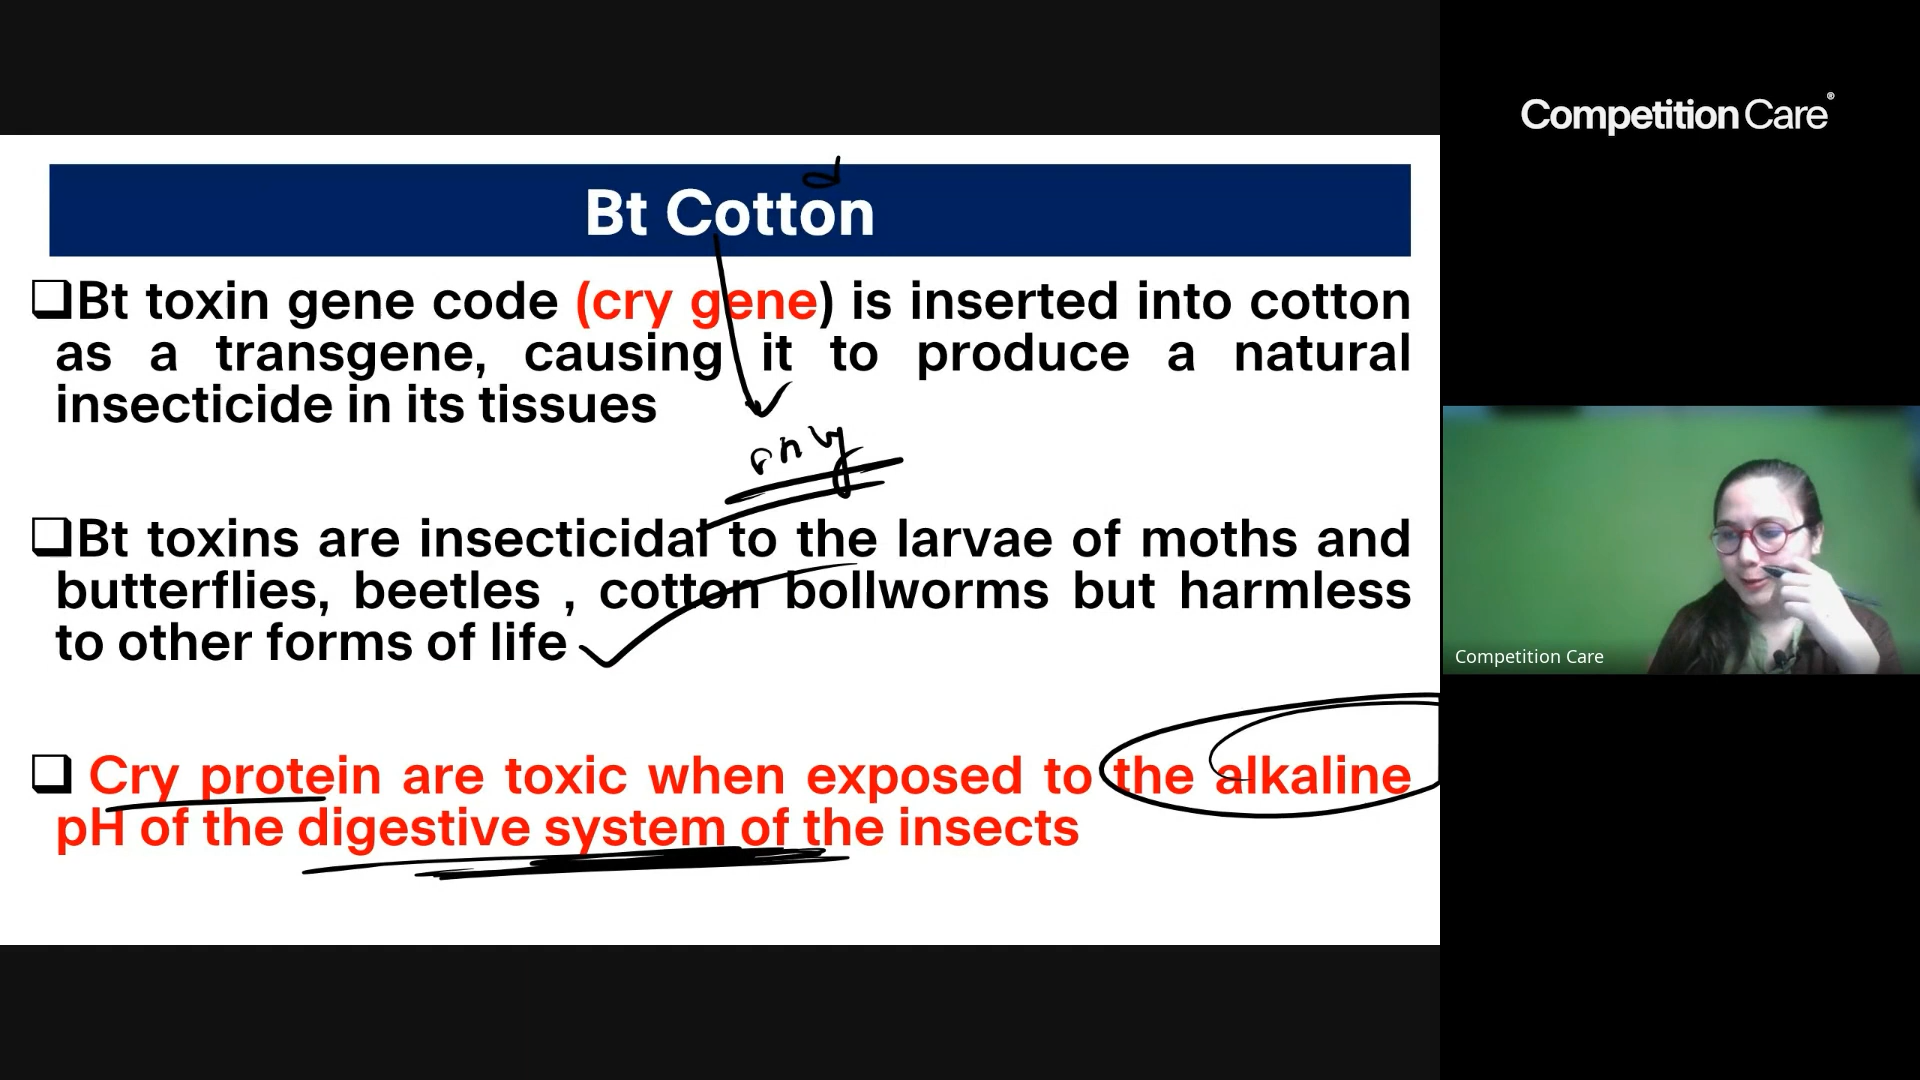 Competition Care®
Bt Cotton
❑Bt toxin gene code (cry gene) is inserted into cotton
as a transgene, causing it to produce a natural
insecticide in its tissues
only
❑Bt toxins are insecticidal to the larvae of moths and
butterflies, beetles , cotton bollworms but harmless
to other forms of life
❑ Cry protein are toxic when exposed to the alkaline
pH of the digestive system of the insects
Competition Care